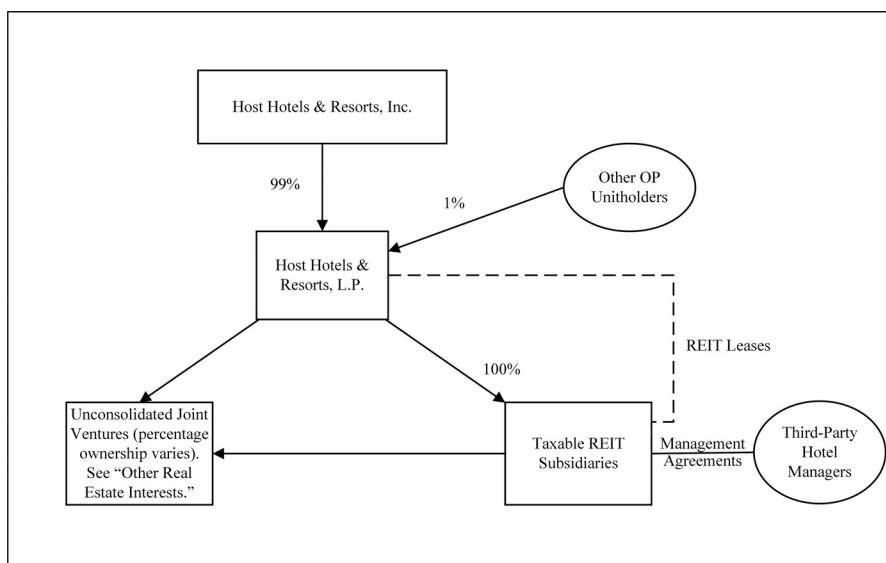 Host Hotels & Resorts, Inc.
99%
1%
Other OP
Unitholders
Host Hotels &
Resorts, L.P.
REIT Leases
100%
Unconsolidated Joint
Ventures (percentage
ownership varies).
See “Other Real
Estate Interests.”
Taxable REIT
Subsidiaries
Management
Agreements
Third-Party
Hotel
Managers